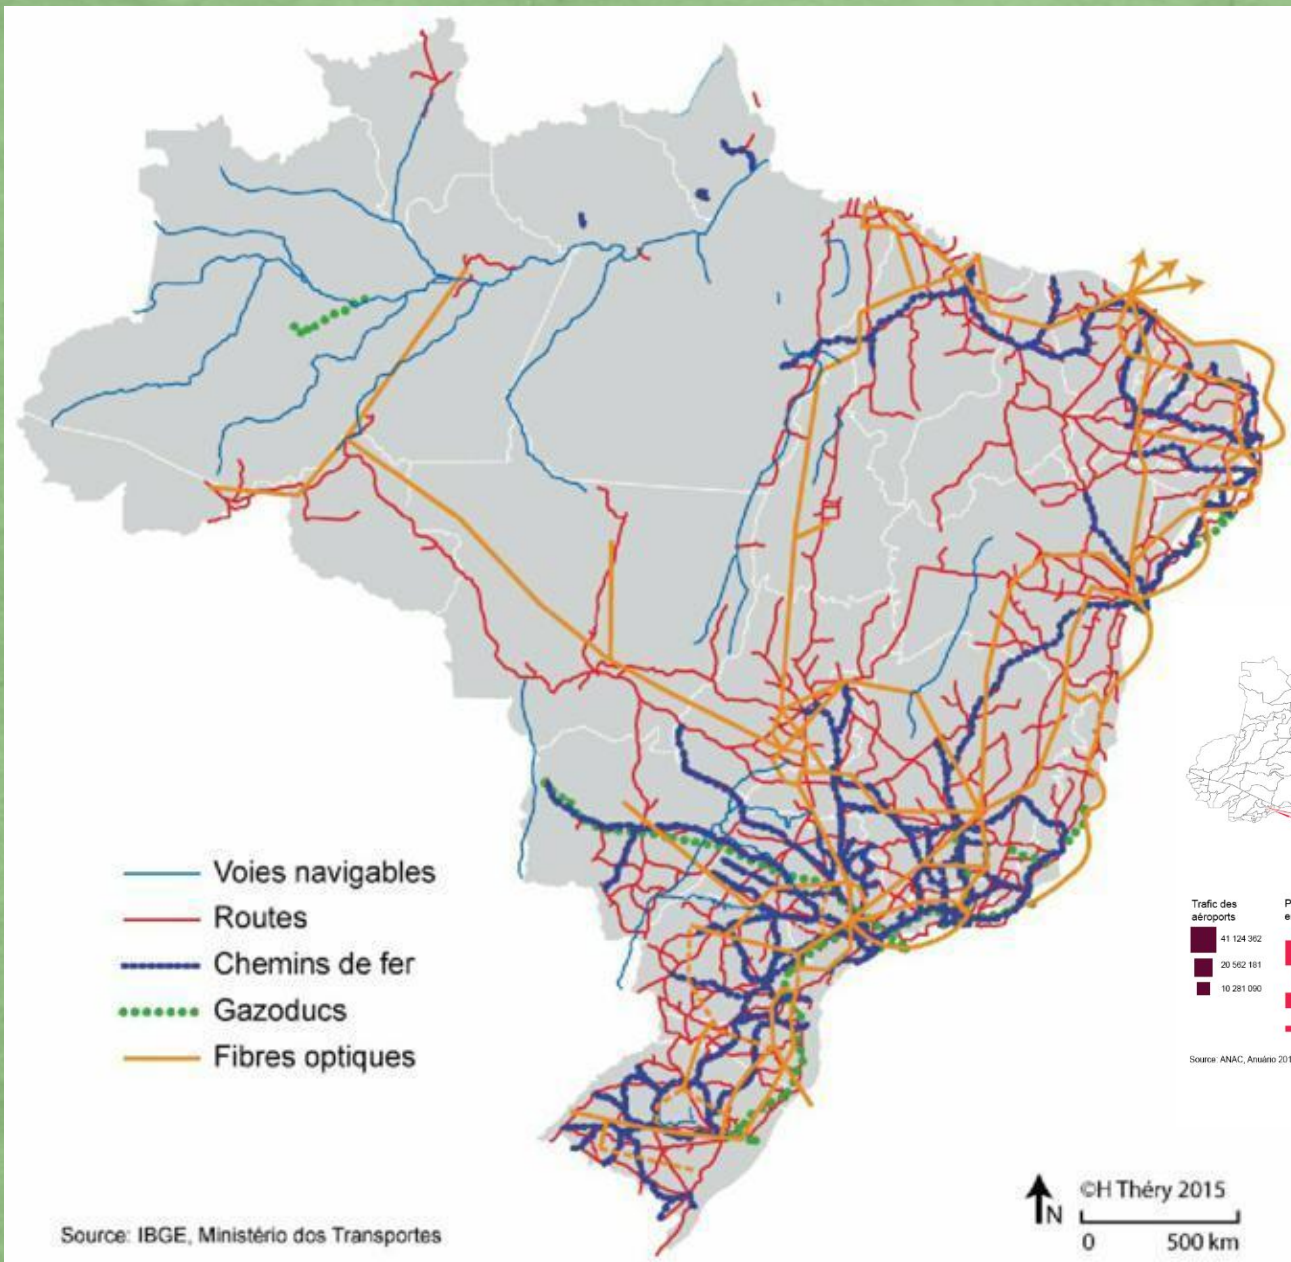 Voies navigables
Routes
Chemins de fer
Gazoducs
Fibres optiques
Source: IBGE, Ministério dos Transportes
Trafic des
aéroports
41 124 362
20 562 181
10 281 090
Source: ANAC, Anuário 201
©H Théry 2015
N
0 500 km